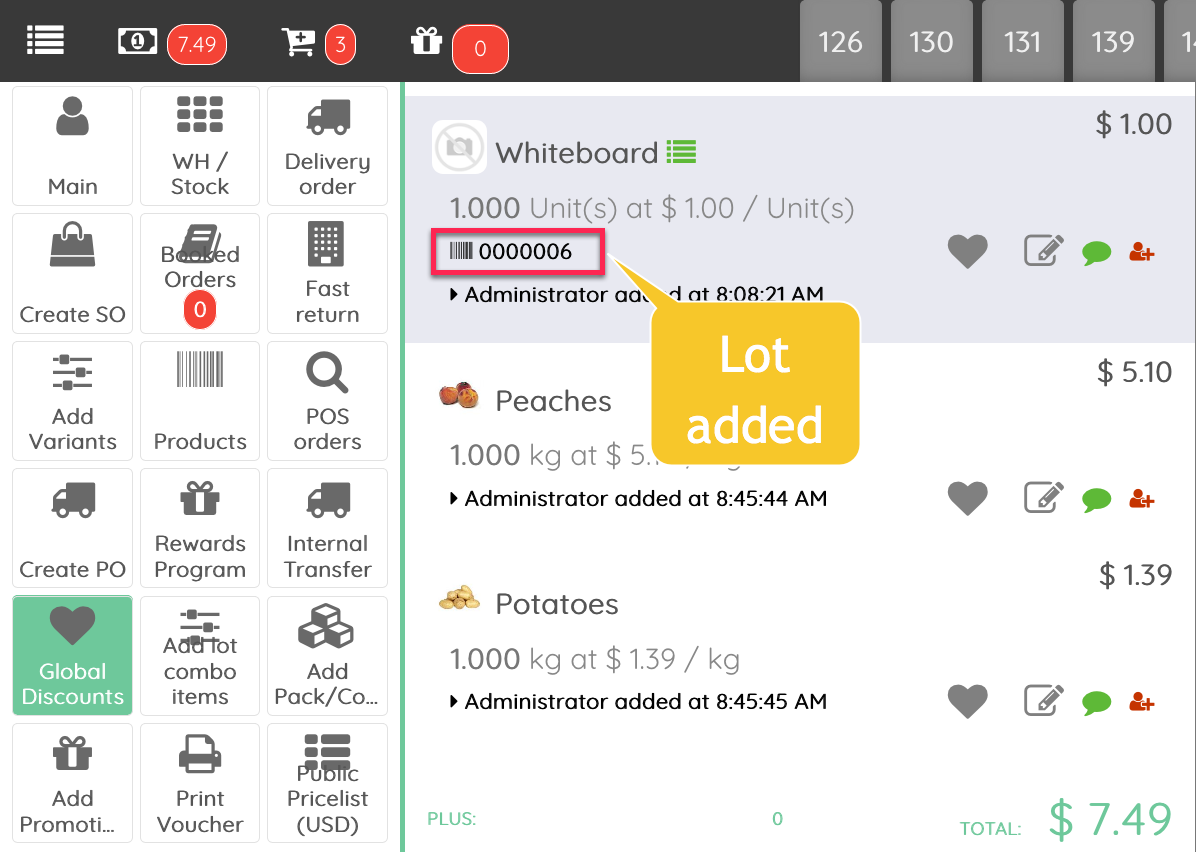 7.49
3
0
126
130
131
139
Main
WH /
Stock
Delivery
order
Create SO
Booked
Orders
0
Fast
return
Add
Variants
Products
POS
orders
Create PO
Rewards
Program
Internal
Transfer
Global
Discounts
Add lot
combo
items
Add
Pack/Co...
Add
Promoti...
Print
Voucher
Public
Pricelist
(USD)
Whiteboard
$ 1.00
1.000 Unit(s) at $ 1.00 / Unit(s)
0000006
Administrator added at 8:08:21 AM
Lot
added
Peaches
$ 5.10
1.000 kg at $ 5.
Administrator added at 8:45:44 AM
Potatoes
$ 1.39
1.000 kg at $ 1.39 / kg
Administrator added at 8:45:45 AM
PLUS:
0
TOTAL:
$ 7.49